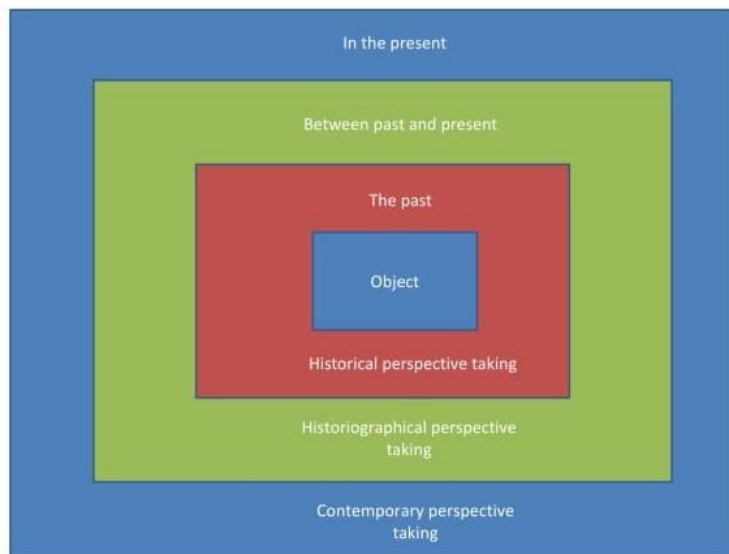 In the present
Between past and present
The past
Object
Historical perspective taking
Historiographical perspective
taking
Contemporary perspective
taking